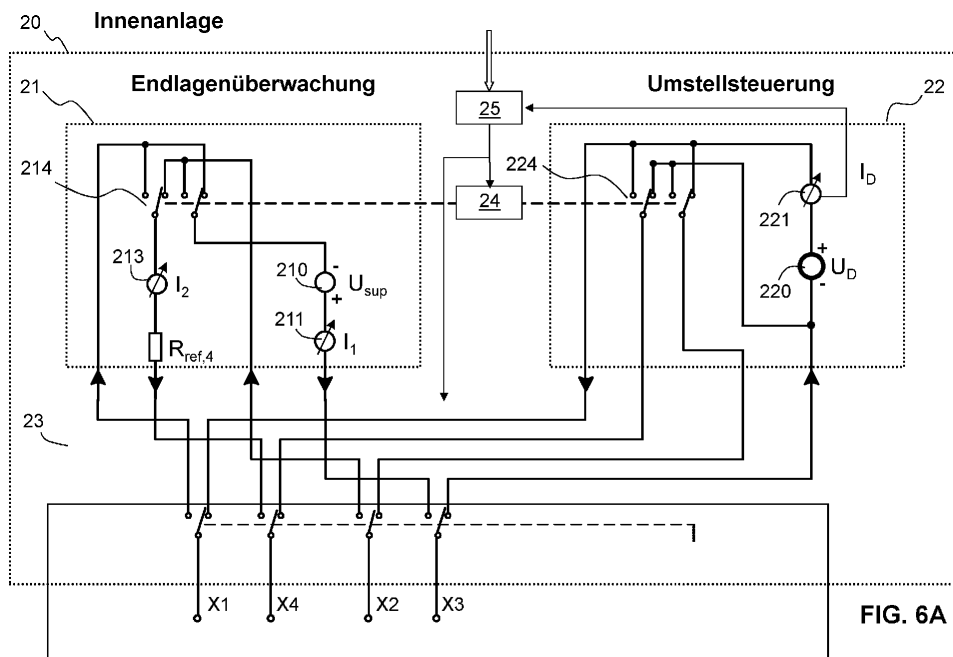 20
Innenanlage
Endlagenüberwachung
Umstellsteuerung
21
25
22
214
224
I_D
24
221
213
I_2
210
-
U_sup
+
+
U_D
220
-
211
I_1
R_ref,4
23
X1
X4
X2
X3
FIG. 6A